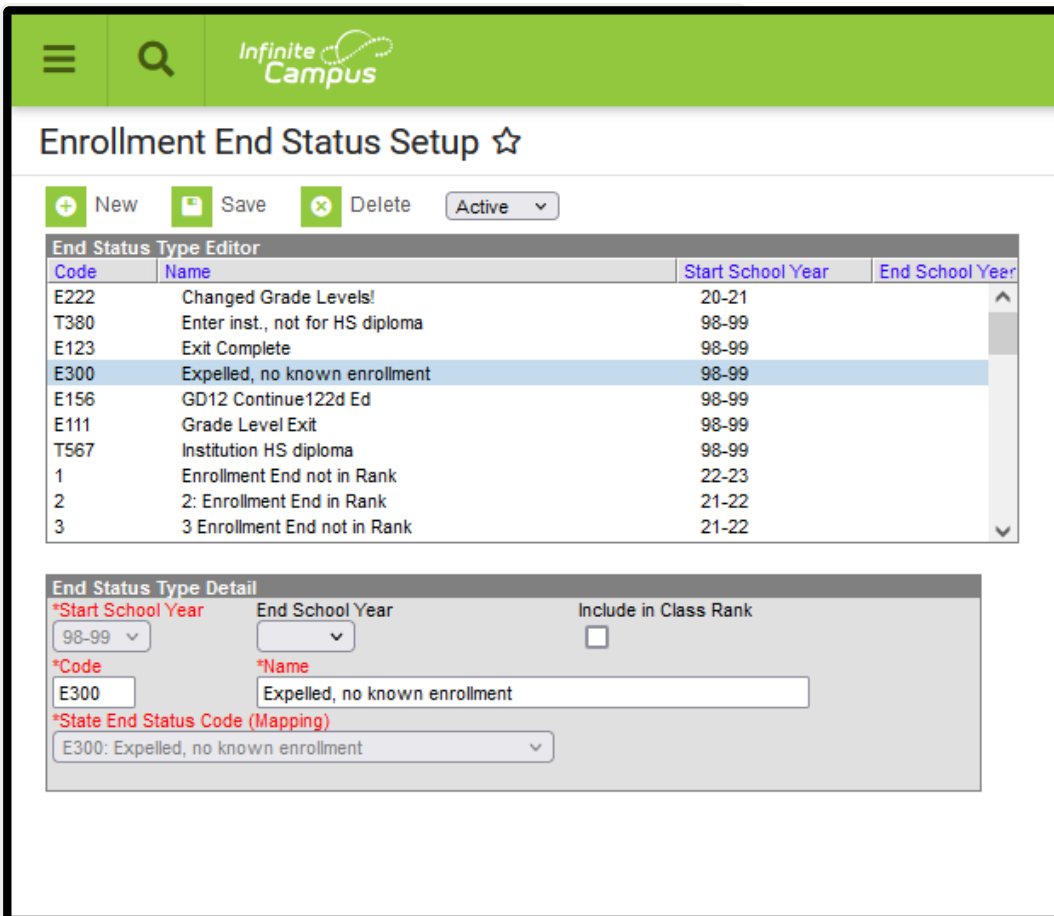 Infinite
Campus
Enrollment End Status Setup
New Save Delete Active
End Status Type Editor
Code Name Start School Year End School Year
E222 Changed Grade Levels! 20-21
T380 Enter inst., not for HS diploma 98-99
E123 Exit Complete 98-99
E300 Expelled, no known enrollment 98-99
E156 GD12 Continue122d Ed 98-99
E111 Grade Level Exit 98-99
T567 Institution HS diploma 98-99
1 Enrollment End not in Rank 22-23
2 2: Enrollment End in Rank 21-22
3 3 Enrollment End not in Rank 21-22
End Status Type Detail
*Start School Year End School Year Include in Class Rank
98-99
*Code *Name
E300 Expelled, no known enrollment
*State End Status Code (Mapping)
E300: Expelled, no known enrollment